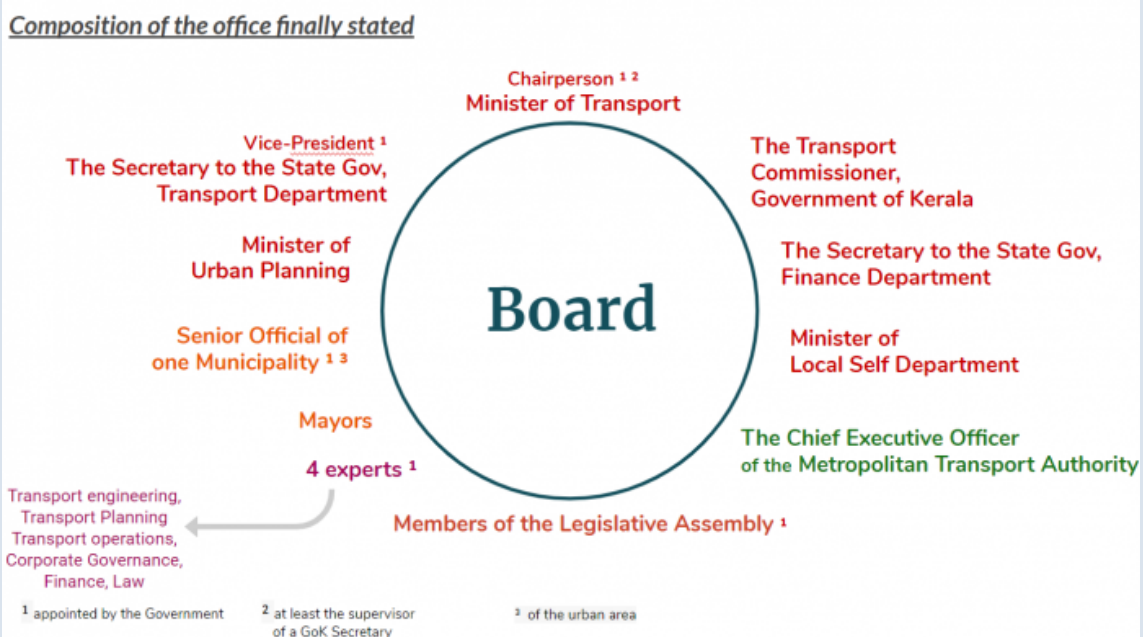 Composition of the office finally stated
Chairperson ¹ ²
Minister of Transport
Vice-President ¹
The Secretary to the State Gov,
Transport Department
The Transport
Commissioner,
Government of Kerala
Minister of
Urban Planning
The Secretary to the State Gov,
Finance Department
Board
Senior Official of
one Municipality ¹ ³
Minister of
Local Self Department
Mayors
The Chief Executive Officer
of the Metropolitan Transport Authority
4 experts ¹
Transport engineering,
Transport Planning
Transport operations,
Corporate Governance,
Finance, Law
Members of the Legislative Assembly ¹
¹ appointed by the Government
² at least the supervisor
of a GoK Secretary
³ of the urban area